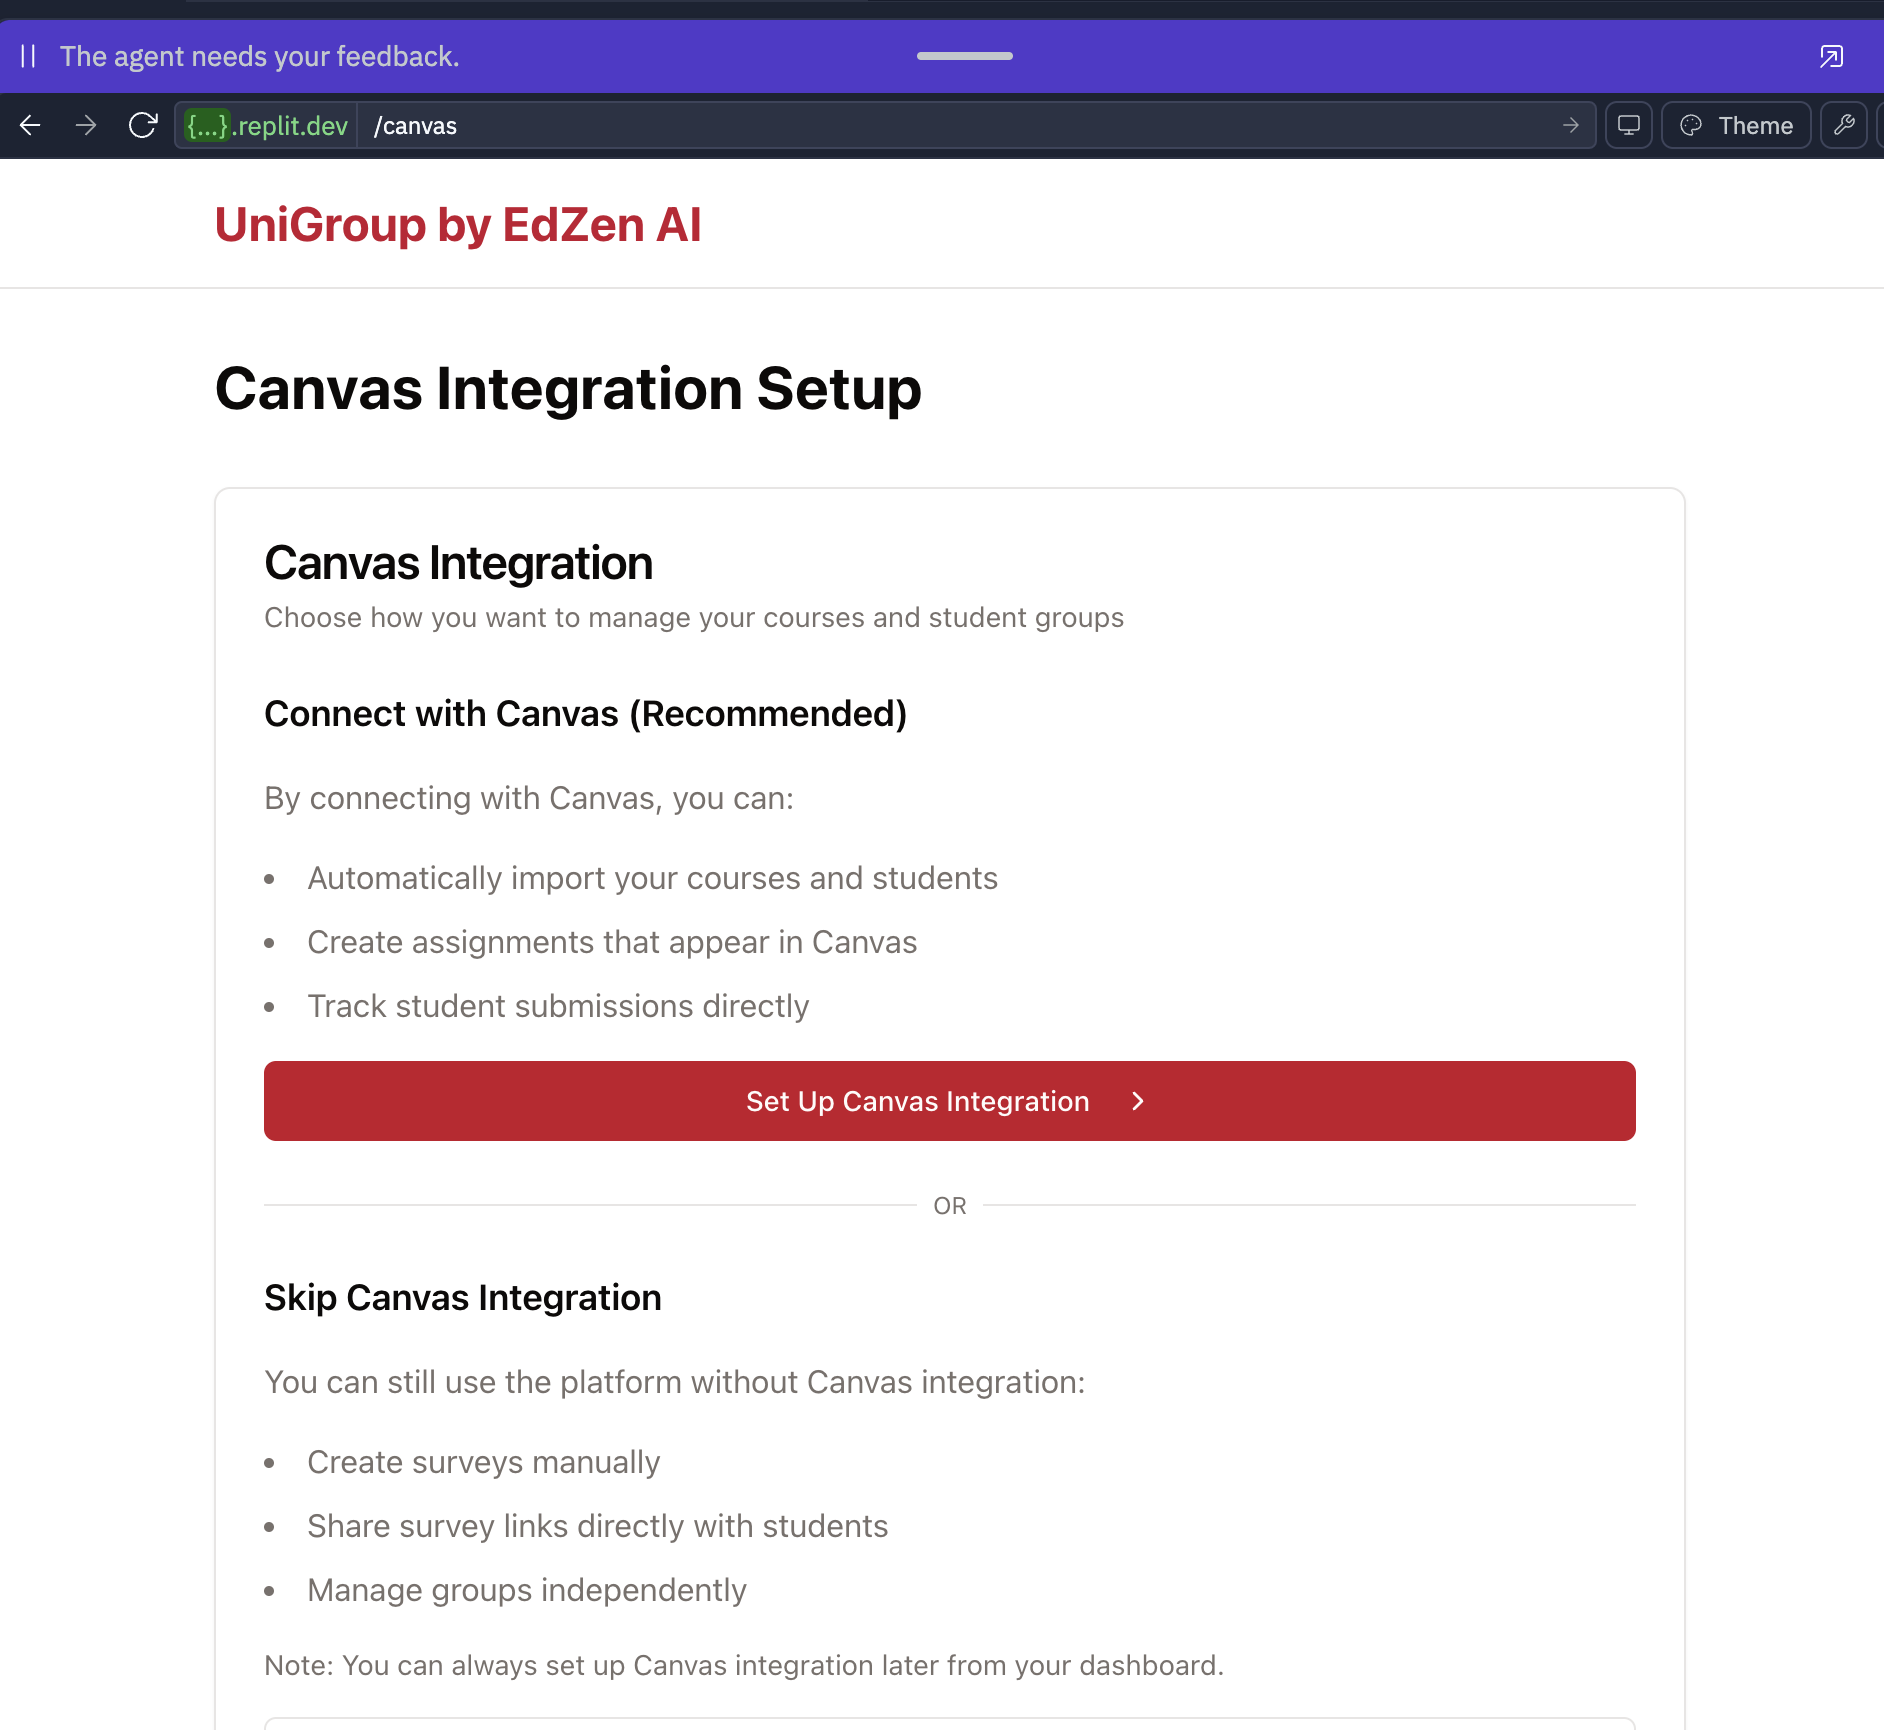 The agent needs your feedback.
{...}.replit.dev /canvas Theme
UniGroup by EdZen AI
Canvas Integration Setup
Canvas Integration
Choose how you want to manage your courses and student groups
Connect with Canvas (Recommended)
By connecting with Canvas, you can:
• Automatically import your courses and students
• Create assignments that appear in Canvas
• Track student submissions directly
Set Up Canvas Integration
OR
Skip Canvas Integration
You can still use the platform without Canvas integration:
• Create surveys manually
• Share survey links directly with students
• Manage groups independently
Note: You can always set up Canvas integration later from your dashboard.